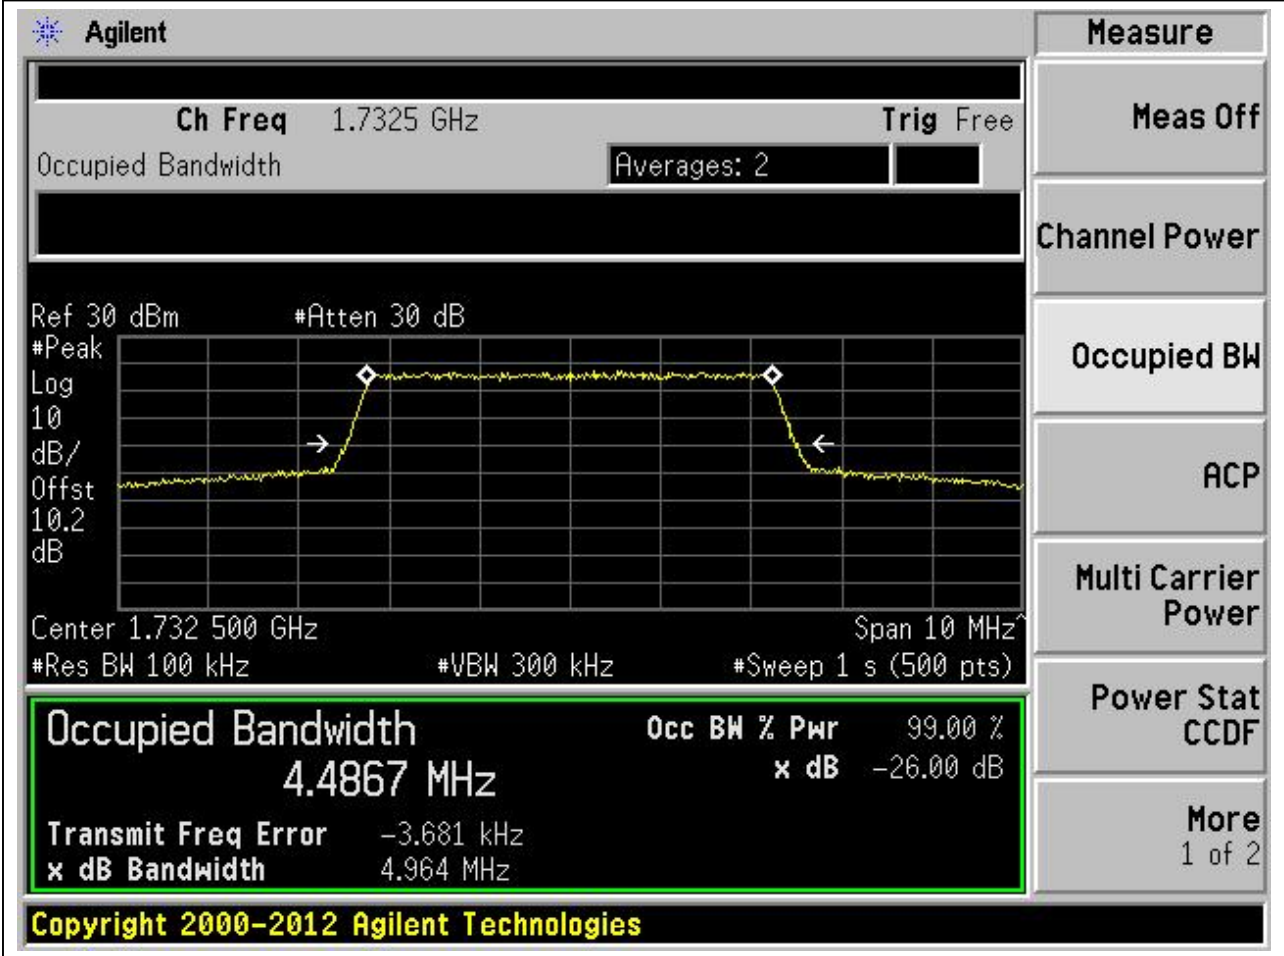 Agilent
Measure
Ch Freq 1.7325 GHz Trig Free
Occupied Bandwidth Averages: 2
Meas Off
Channel Power
Occupied BW
ACP
Multi Carrier
Power
Power Stat
CCDF
More
1 of 2
Ref 30 dBm #Atten 30 dB
#Peak
Log
10
dB/
Offst
10.2
dB
Center 1.732 500 GHz Span 10 MHz^
#Res BW 100 kHz #VBW 300 kHz #Sweep 1 s (500 pts)
Occupied Bandwidth Occ BW % Pwr 99.00 %
4.4867 MHz x dB -26.00 dB
Transmit Freq Error -3.681 kHz
x dB Bandwidth 4.964 MHz
Copyright 2000-2012 Agilent Technologies